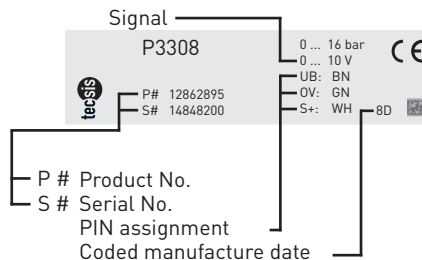 Signal
P3308
0 ... 16 bar
0 ... 10 V
UB: BN
0V: GN
S+: WH
8D
CE
tecsis
P# 12862895
S# 14848200
P # Product No.
S # Serial No.
PIN assignment
Coded manufacture date